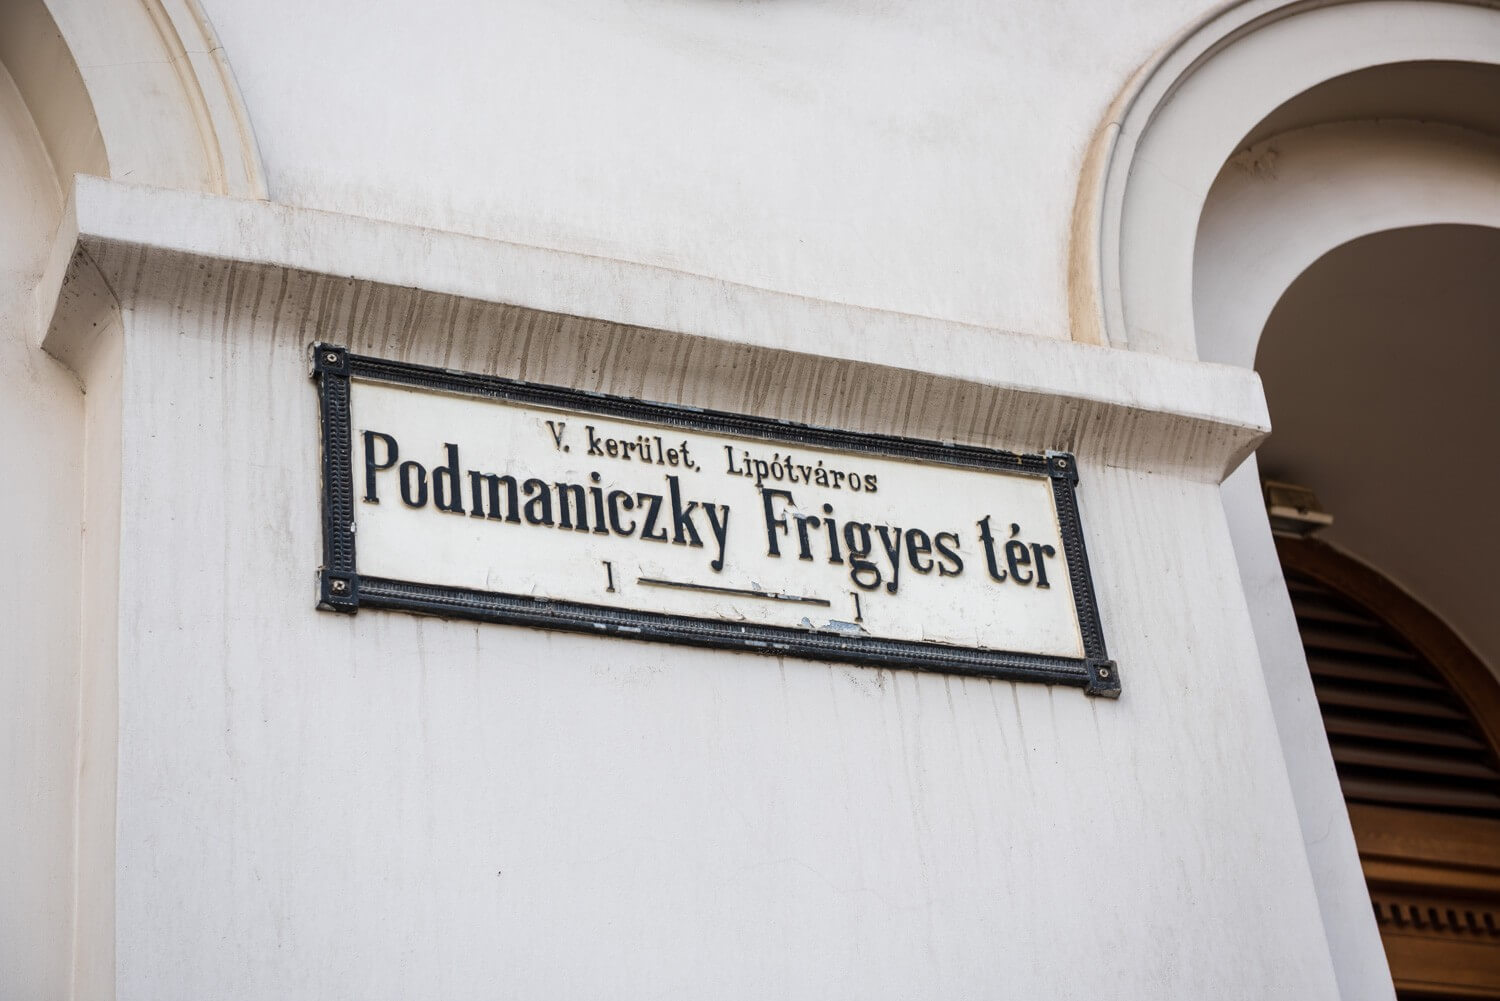 V. kerület, Lipótváros
Podmaniczky Frigyes tér
1 — 1